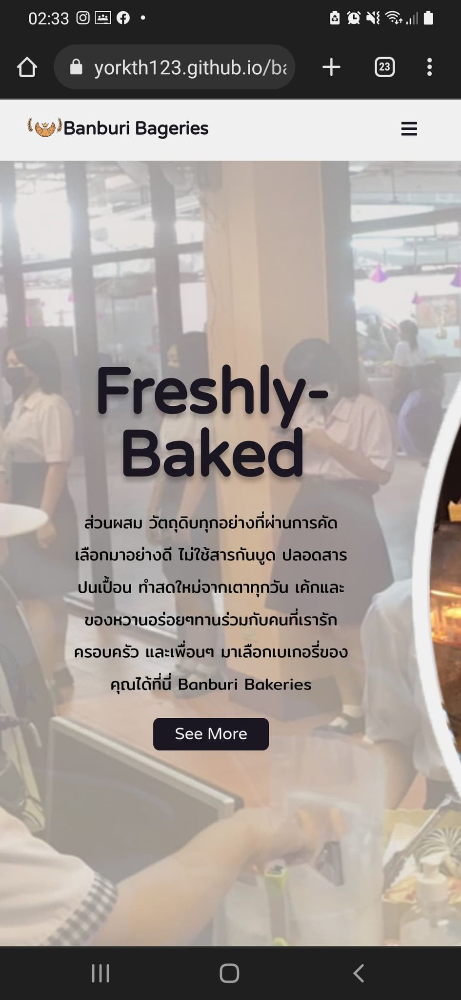 02:33
yorkth123.github.io/ba
23
Banburi Bageries
Freshly-
Baked
ส่วนผสม วัตถุดิบทุกอย่างที่ผ่านการคัด
เลือกมาอย่างดี ไม่ใช้สารกันบูด ปลอดสาร
ปนเปื้อน ทำสดใหม่จากเตาทุกวัน เค้กและ
ของหวานอร่อยๆทานร่วมกับคนที่เรารัก
ครอบครัว และเพื่อนๆ มาเลือกเบเกอรี่ของ
คุณได้ที่นี่ Banburi Bakeries
See More